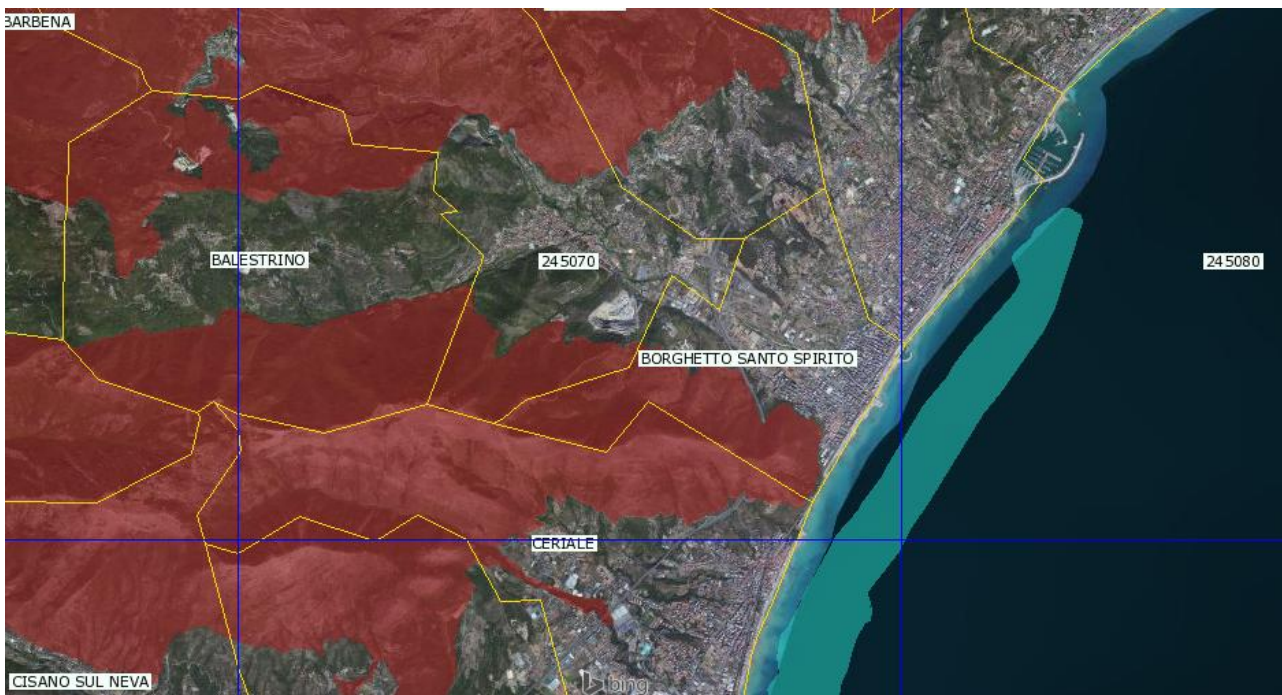 BARBENA
BALESTRINO
245070
245080
BORGHETTO SANTO SPIRITO
CERIALE
CISANO SUL NEVA
bing